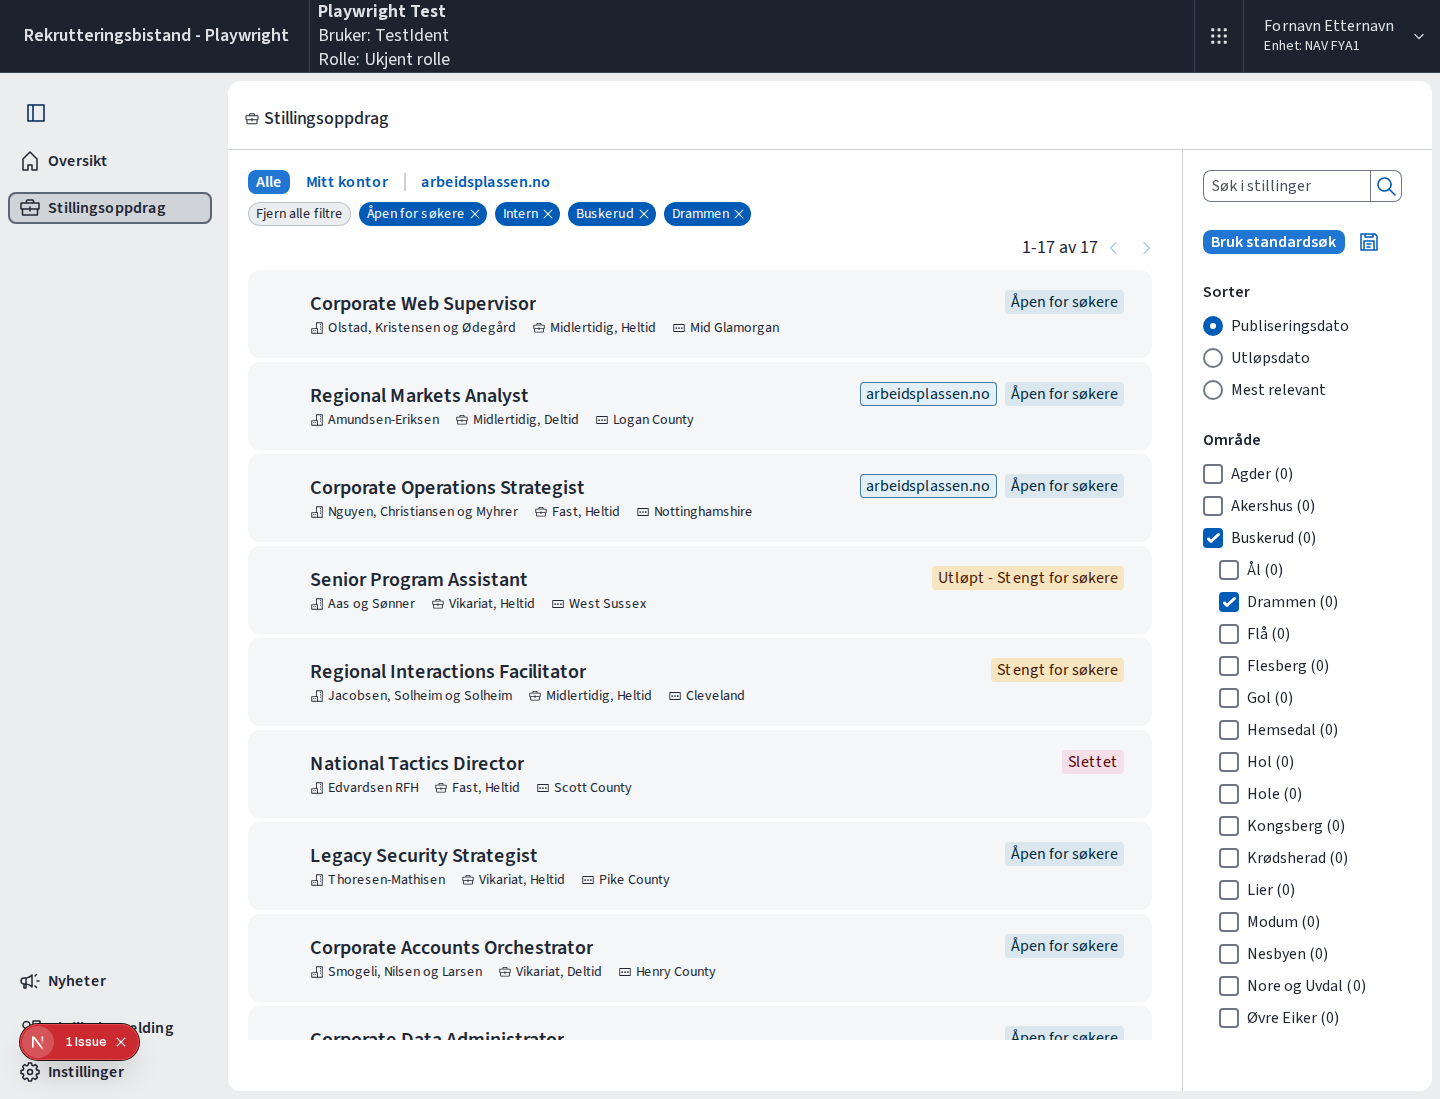 Rekrutteringsbistand - Playwright
Playwright Test
Bruker: TestIdent
Rolle: Ukjent rolle
Fornavn Etternavn
Enhet: NAV FYA1
Oversikt
Stillingsoppdrag
Nyheter
elding
1 Issue
Instillinger
Stillingsoppdrag
Alle
Mitt kontor
arbeidsplassen.no
Fjern alle filtre
Åpen for søkere
Intern
Buskerud
Drammen
1-17 av 17
Corporate Web Supervisor
Åpen for søkere
Olstad, Kristensen og Ødegård Midlertidig, Heltid Mid Glamorgan
Regional Markets Analyst
arbeidsplassen.no
Åpen for søkere
Amundsen-Eriksen Midlertidig, Deltid Logan County
Corporate Operations Strategist
arbeidsplassen.no
Åpen for søkere
Nguyen, Christiansen og Myhrer Fast, Heltid Nottinghamshire
Senior Program Assistant
Utløpt - Stengt for søkere
Aas og Sønner Vikariat, Heltid West Sussex
Regional Interactions Facilitator
Stengt for søkere
Jacobsen, Solheim og Solheim Midlertidig, Heltid Cleveland
National Tactics Director
Slettet
Edvardsen RFH Fast, Heltid Scott County
Legacy Security Strategist
Åpen for søkere
Thoresen-Mathisen Vikariat, Heltid Pike County
Corporate Accounts Orchestrator
Åpen for søkere
Smogeli, Nilsen og Larsen Vikariat, Deltid Henry County
Corporate Data Administrator
Åpen for søkere
Søk i stillinger
Bruk standardsøk
Sorter
Publiseringsdato
Utløpsdato
Mest relevant
Område
Agder (0)
Akershus (0)
Buskerud (0)
Ål (0)
Drammen (0)
Flå (0)
Flesberg (0)
Gol (0)
Hemsedal (0)
Hol (0)
Hole (0)
Kongsberg (0)
Krødsherad (0)
Lier (0)
Modum (0)
Nesbyen (0)
Nore og Uvdal (0)
Øvre Eiker (0)